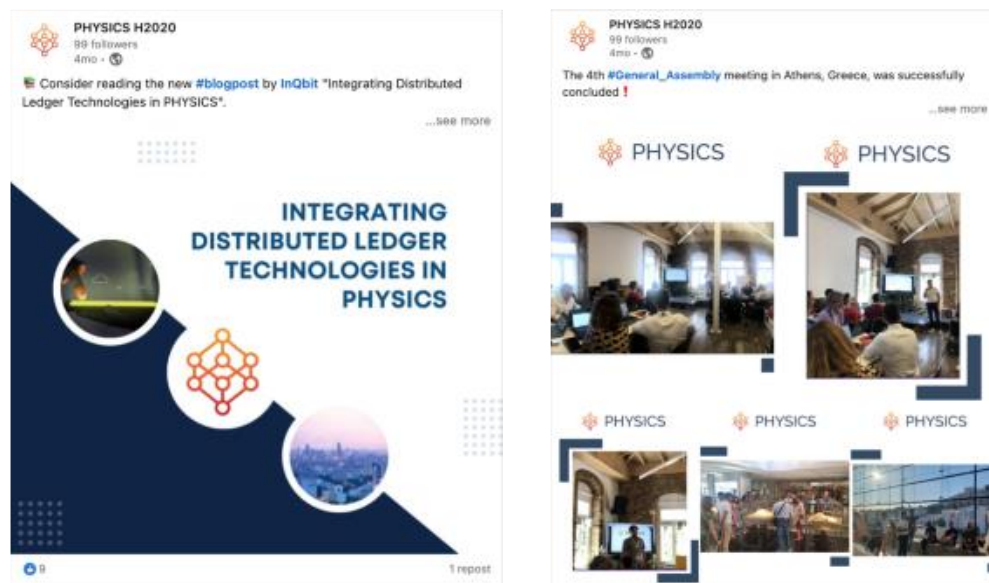 PHYSICS H2020
99 followers
4mo •
Consider reading the new #blogpost by InQbit "Integrating Distributed
Ledger Technologies in PHYSICS".
...see more
INTEGRATING
DISTRIBUTED LEDGER
TECHNOLOGIES IN
PHYSICS
9
1 repost
PHYSICS H2020
99 followers
4mo •
The 4th #General_Assembly meeting in Athens, Greece, was successfully
concluded❗
...see more
PHYSICS
PHYSICS
PHYSICS
PHYSICS
PHYSICS